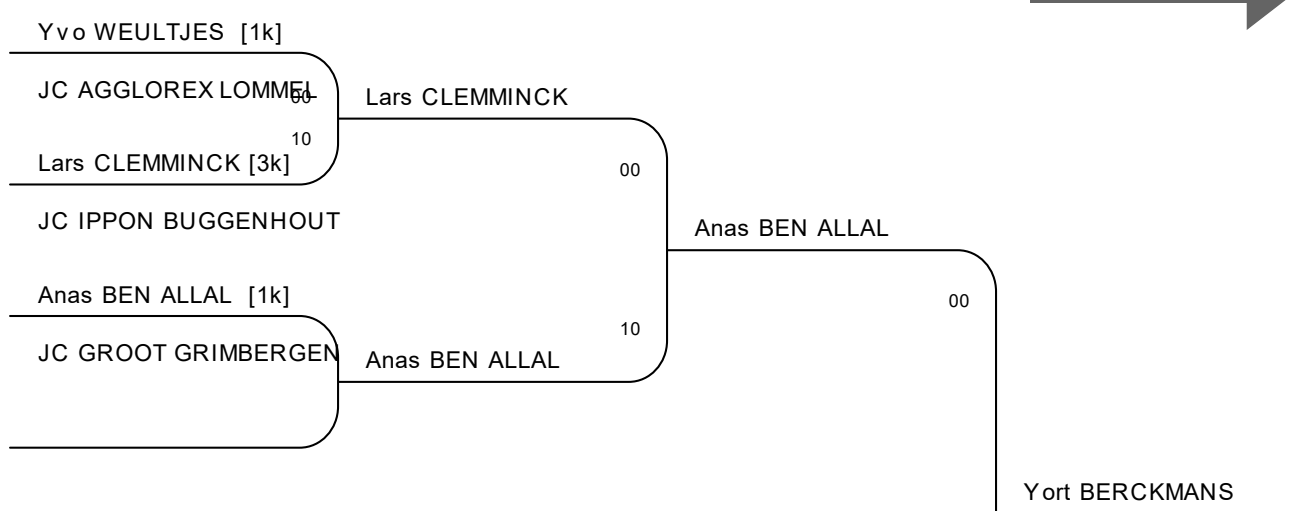 Yvo WEULTJES [1k]
JC AGGLOREX LOMMEL
00
Lars CLEMMINCK
10
Lars CLEMMINCK [3k]
00
JC IPPON BUGGENHOUT
Anas BEN ALLAL
Anas BEN ALLAL [1k]
00
10
JC GROOT GRIMBERGEN
Anas BEN ALLAL
Yort BERCKMANS